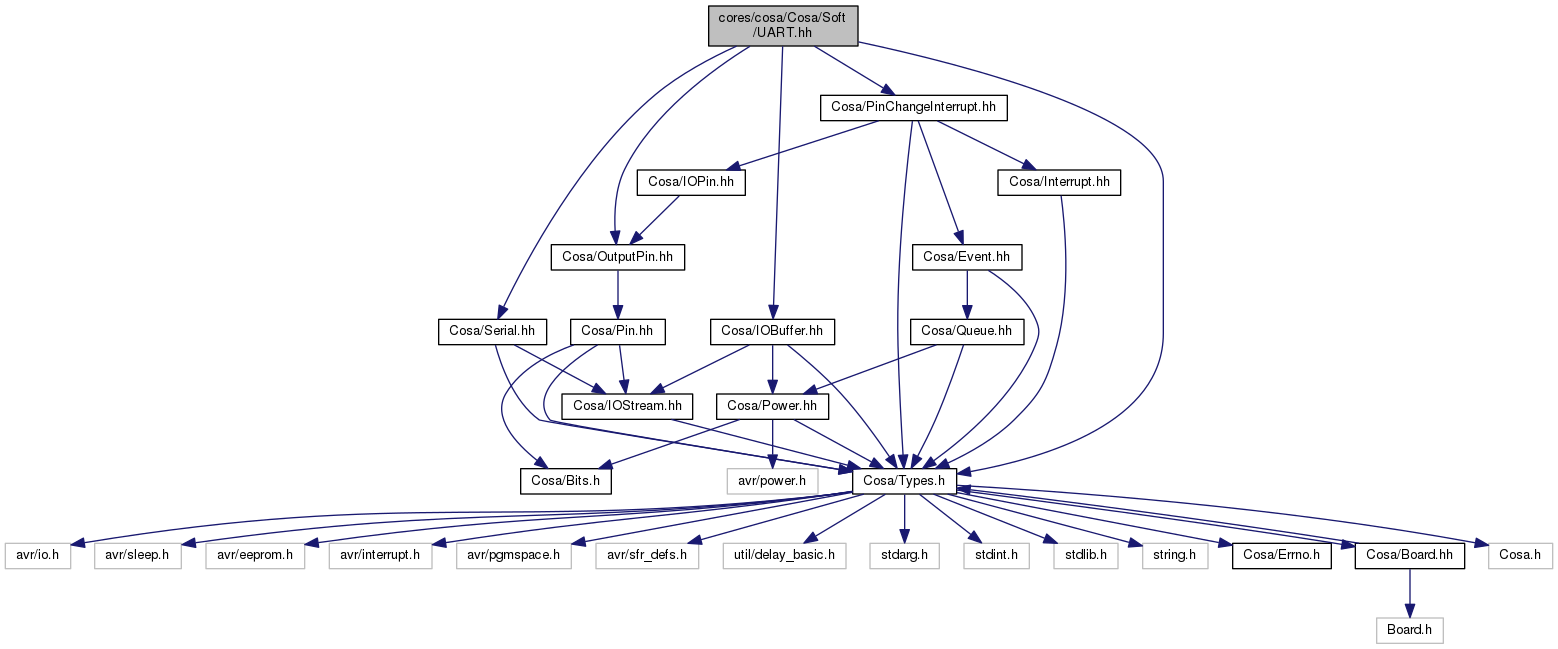 cores/cosa/Cosa/Soft
/UART.hh
Cosa/PinChangeInterrupt.hh
Cosa/IOPin.hh
Cosa/Interrupt.hh
Cosa/OutputPin.hh
Cosa/Event.hh
Cosa/Serial.hh
Cosa/Pin.hh
Cosa/IOBuffer.hh
Cosa/Queue.hh
Cosa/IOStream.hh
Cosa/Power.hh
Cosa/Bits.h
avr/power.h
Cosa/Types.h
avr/io.h
avr/sleep.h
avr/eeprom.h
avr/interrupt.h
avr/pgmspace.h
avr/sfr_defs.h
util/delay_basic.h
stdarg.h
stdint.h
stdlib.h
string.h
Cosa/Errno.h
Cosa/Board.hh
Cosa.h
Board.h